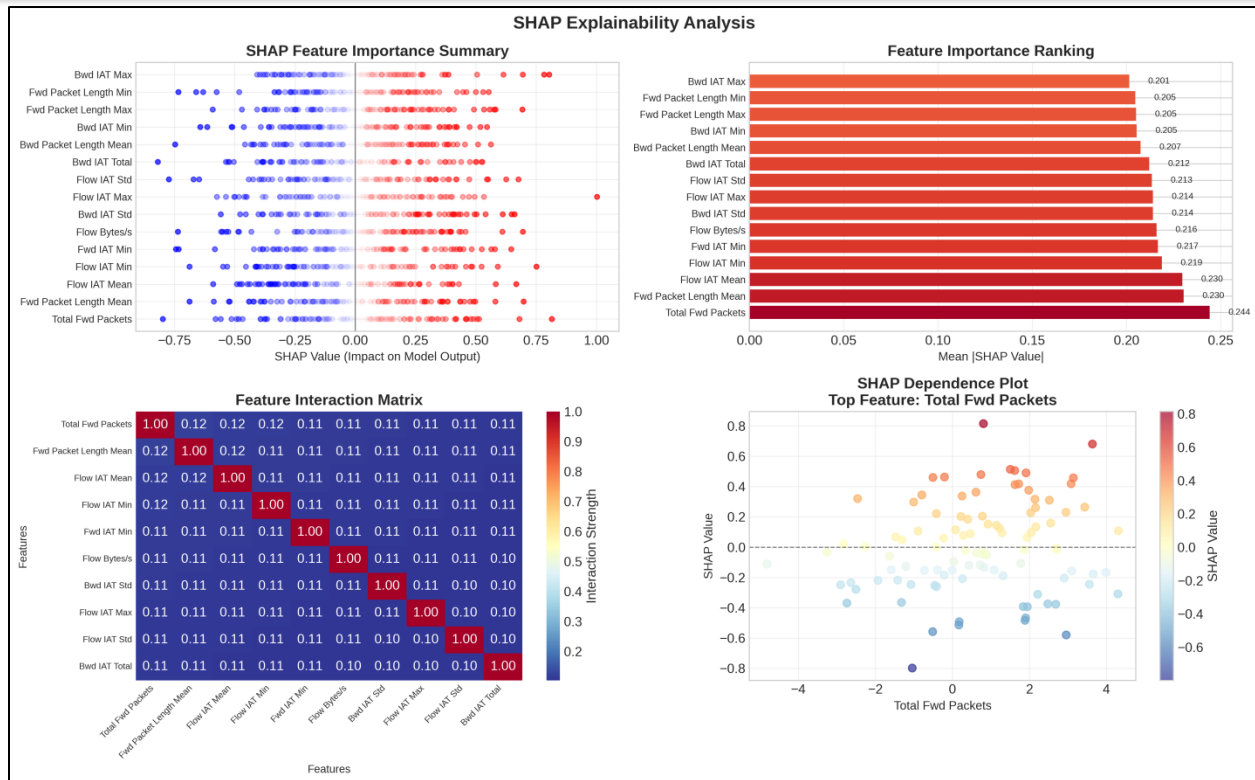 SHAP Explainability Analysis
SHAP Feature Importance Summary
Bwd IAT Max
Fwd Packet Length Min
Fwd Packet Length Max
Bwd IAT Min
Bwd Packet Length Mean
Bwd IAT Total
Flow IAT Std
Flow IAT Max
Bwd IAT Std
Flow Bytes/s
Fwd IAT Min
Flow IAT Min
Flow IAT Mean
Fwd Packet Length Mean
Total Fwd Packets
−0.75 −0.50 −0.25 0.00 0.25 0.50 0.75 1.00
SHAP Value (Impact on Model Output)
Feature Importance Ranking
Bwd IAT Max 0.201
Fwd Packet Length Min 0.205
Fwd Packet Length Max 0.205
Bwd IAT Min 0.205
Bwd Packet Length Mean 0.207
Bwd IAT Total 0.212
Flow IAT Std 0.213
Flow IAT Max 0.214
Bwd IAT Std 0.214
Flow Bytes/s 0.216
Fwd IAT Min 0.217
Flow IAT Min 0.219
Flow IAT Mean 0.230
Fwd Packet Length Mean 0.230
Total Fwd Packets 0.244
0.00 0.05 0.10 0.15 0.20 0.25
Mean |SHAP Value|
Feature Interaction Matrix
Total Fwd Packets 1.00 0.12 0.12 0.12 0.11 0.11 0.11 0.11 0.11 0.11
Fwd Packet Length Mean 0.12 1.00 0.12 0.11 0.11 0.11 0.11 0.11 0.11 0.11
Flow IAT Mean 0.12 0.12 1.00 0.11 0.11 0.11 0.11 0.11 0.11 0.11
Flow IAT Min 0.12 0.11 0.11 1.00 0.11 0.11 0.11 0.11 0.11 0.11
Fwd IAT Min 0.11 0.11 0.11 0.11 1.00 0.11 0.11 0.11 0.11 0.11
Flow Bytes/s 0.11 0.11 0.11 0.11 0.11 1.00 0.11 0.11 0.11 0.10
Bwd IAT Std 0.11 0.11 0.11 0.11 0.11 0.11 1.00 0.11 0.10 0.10
Flow IAT Max 0.11 0.11 0.11 0.11 0.11 0.11 0.11 1.00 0.10 0.10
Flow IAT Std 0.11 0.11 0.11 0.11 0.11 0.11 0.10 0.10 1.00 0.10
Bwd IAT Total 0.11 0.11 0.11 0.11 0.11 0.10 0.10 0.10 0.10 1.00
Total Fwd Packets
Fwd Packet Length Mean
Flow IAT Mean
Flow IAT Min
Fwd IAT Min
Flow Bytes/s
Bwd IAT Std
Flow IAT Max
Flow IAT Std
Bwd IAT Total
Features
Features
1.0
0.9
0.8
0.7
0.6
0.5
0.4
0.3
0.2
Interaction Strength
SHAP Dependence Plot
Top Feature: Total Fwd Packets
0.8
0.6
0.4
0.2
0.0
−0.2
−0.4
−0.6
−0.8
SHAP Value
−4 −2 0 2 4
Total Fwd Packets
0.8
0.6
0.4
0.2
0.0
−0.2
−0.4
−0.6
SHAP Value